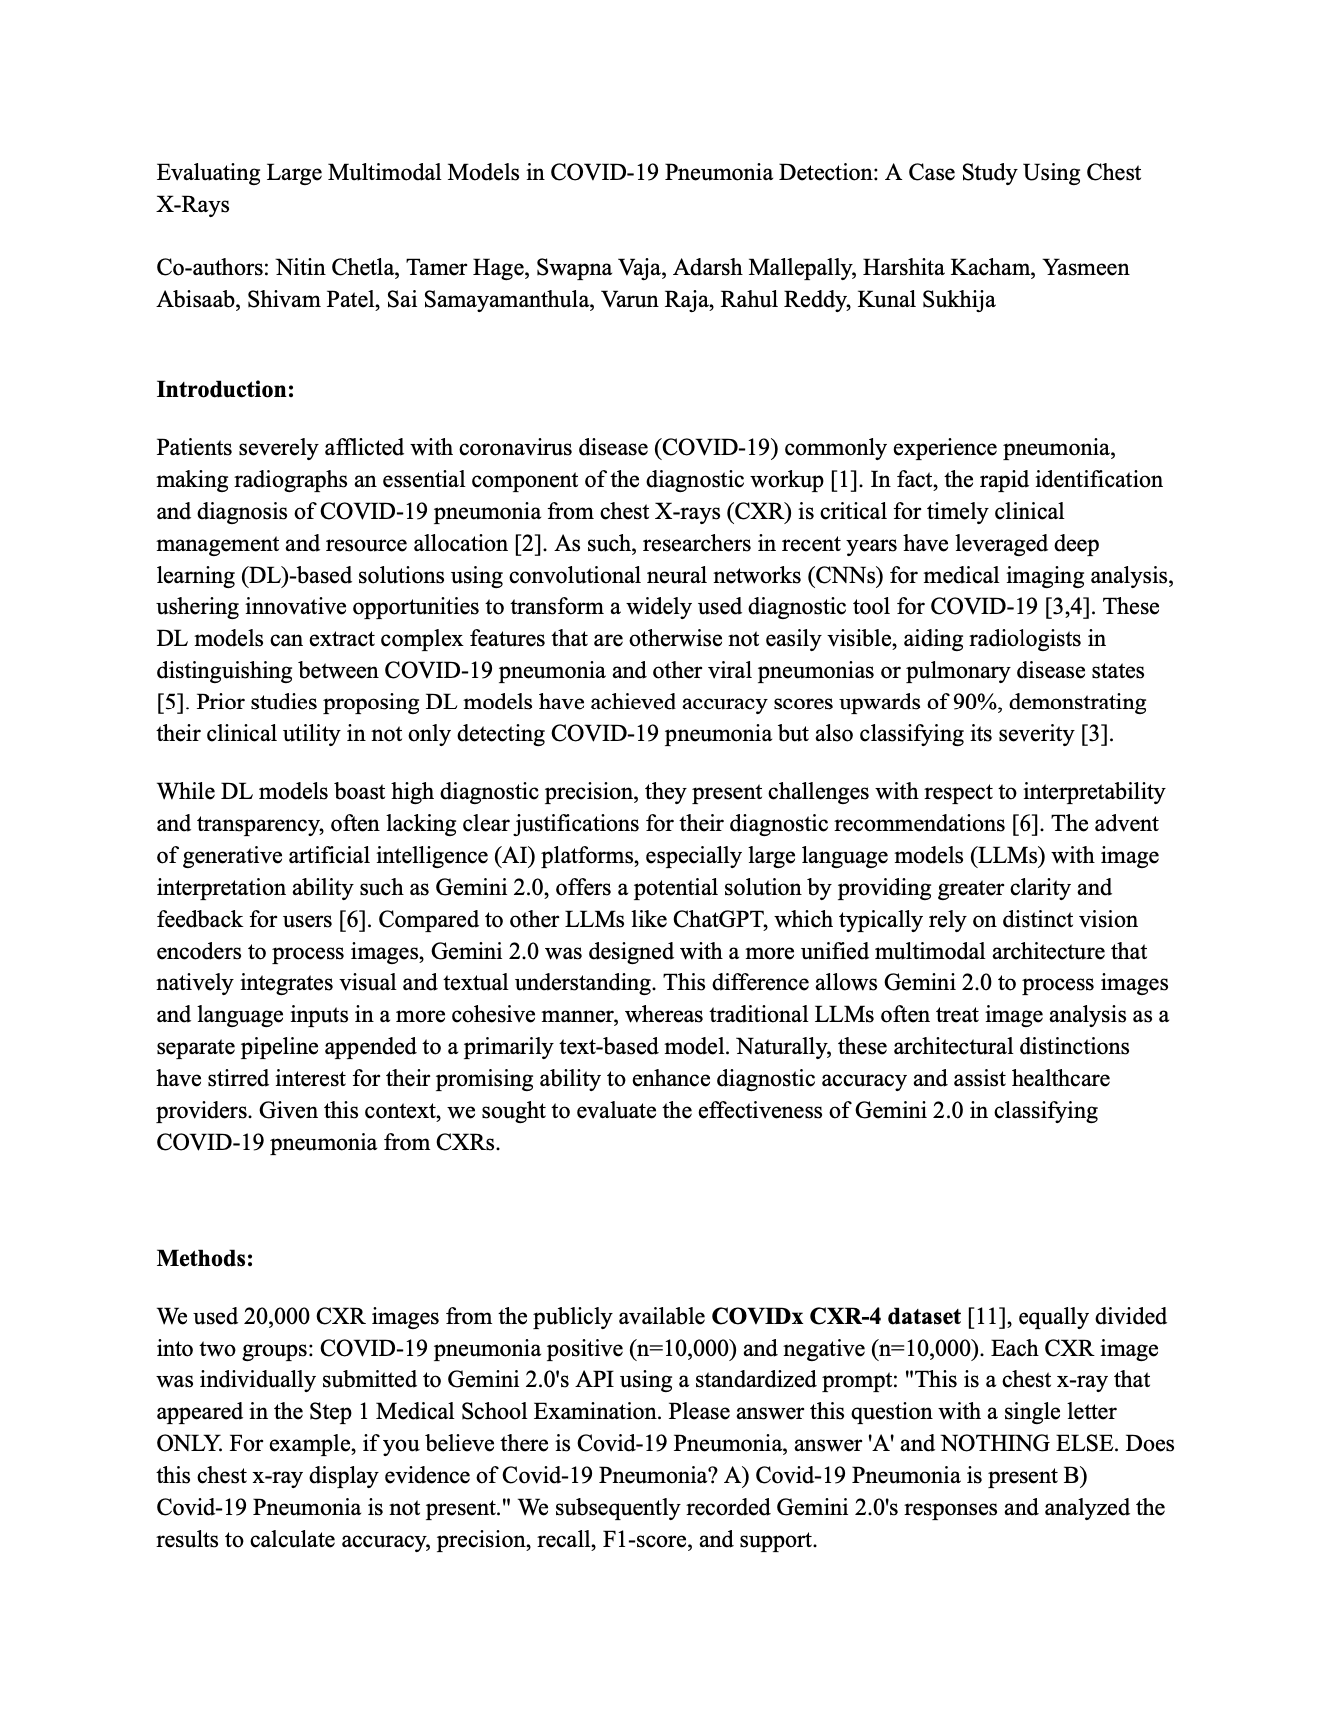 Evaluating Large Multimodal Models in COVID-19 Pneumonia Detection: A Case Study Using Chest
X-Rays
Co-authors: Nitin Chetla, Tamer Hage, Swapna Vaja, Adarsh Mallepally, Harshita Kacham, Yasmeen
Abisaab, Shivam Patel, Sai Samayamanthula, Varun Raja, Rahul Reddy, Kunal Sukhija
Introduction:
Patients severely afflicted with coronavirus disease (COVID-19) commonly experience pneumonia,
making radiographs an essential component of the diagnostic workup [1]. In fact, the rapid identification
and diagnosis of COVID-19 pneumonia from chest X-rays (CXR) is critical for timely clinical
management and resource allocation [2]. As such, researchers in recent years have leveraged deep
learning (DL)-based solutions using convolutional neural networks (CNNs) for medical imaging analysis,
ushering innovative opportunities to transform a widely used diagnostic tool for COVID-19 [3,4]. These
DL models can extract complex features that are otherwise not easily visible, aiding radiologists in
distinguishing between COVID-19 pneumonia and other viral pneumonias or pulmonary disease states
[5]. Prior studies proposing DL models have achieved accuracy scores upwards of 90%, demonstrating
their clinical utility in not only detecting COVID-19 pneumonia but also classifying its severity [3].
While DL models boast high diagnostic precision, they present challenges with respect to interpretability
and transparency, often lacking clear justifications for their diagnostic recommendations [6]. The advent
of generative artificial intelligence (AI) platforms, especially large language models (LLMs) with image
interpretation ability such as Gemini 2.0, offers a potential solution by providing greater clarity and
feedback for users [6]. Compared to other LLMs like ChatGPT, which typically rely on distinct vision
encoders to process images, Gemini 2.0 was designed with a more unified multimodal architecture that
natively integrates visual and textual understanding. This difference allows Gemini 2.0 to process images
and language inputs in a more cohesive manner, whereas traditional LLMs often treat image analysis as a
separate pipeline appended to a primarily text-based model. Naturally, these architectural distinctions
have stirred interest for their promising ability to enhance diagnostic accuracy and assist healthcare
providers. Given this context, we sought to evaluate the effectiveness of Gemini 2.0 in classifying
COVID-19 pneumonia from CXRs.
Methods:
We used 20,000 CXR images from the publicly available COVIDx CXR-4 dataset [11], equally divided
into two groups: COVID-19 pneumonia positive (n=10,000) and negative (n=10,000). Each CXR image
was individually submitted to Gemini 2.0's API using a standardized prompt: "This is a chest x-ray that
appeared in the Step 1 Medical School Examination. Please answer this question with a single letter
ONLY. For example, if you believe there is Covid-19 Pneumonia, answer 'A' and NOTHING ELSE. Does
this chest x-ray display evidence of Covid-19 Pneumonia? A) Covid-19 Pneumonia is present B)
Covid-19 Pneumonia is not present." We subsequently recorded Gemini 2.0's responses and analyzed the
results to calculate accuracy, precision, recall, F1-score, and support.